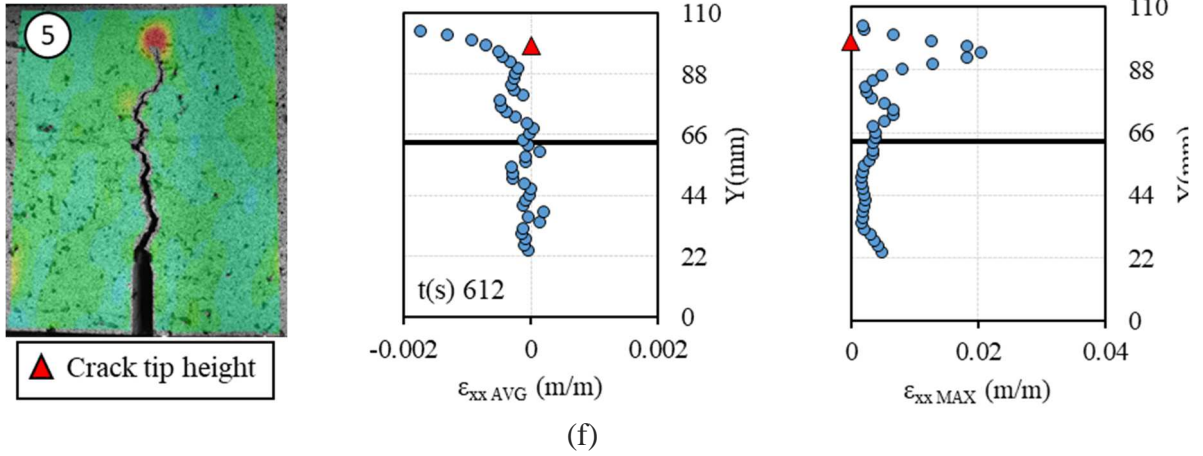 5
Crack tip height
110
88
66
44
22
0
Y(mm)
t(s) 612
-0.002 0 0.002
εxx AVG (m/m)
110
88
66
44
22
0
0 0.02 0.04
εxx MAX (m/m)
(f)